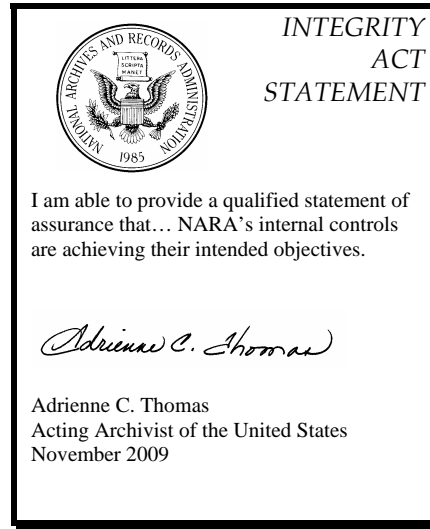 INTEGRITY
ACT
STATEMENT
NATIONAL ARCHIVES AND RECORDS ADMINISTRATION
LITTERA
SCRIPTA
MANET
1985
I am able to provide a qualified statement of
assurance that… NARA's internal controls
are achieving their intended objectives.
Adrienne C. Thomas
Adrienne C. Thomas
Acting Archivist of the United States
November 2009